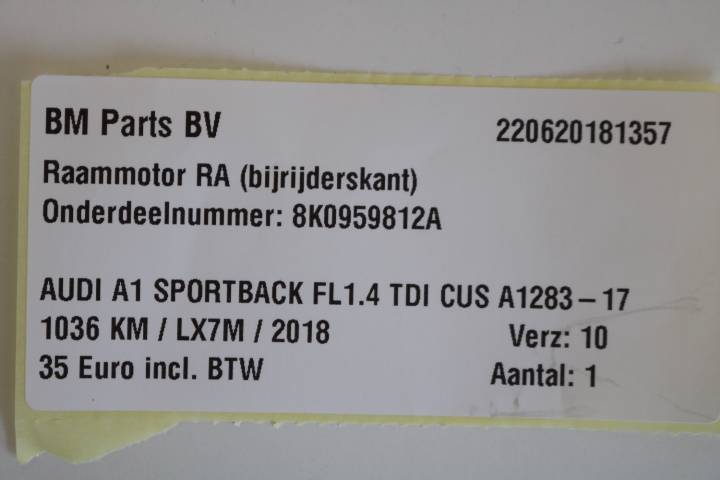 BM Parts BV 220620181357
Raammotor RA (bijrijderskant)
Onderdeelnummer: 8K0959812A
AUDI A1 SPORTBACK FL1.4 TDI CUS A1283-17
1036 KM / LX7M / 2018 Verz: 10
35 Euro incl. BTW Aantal: 1